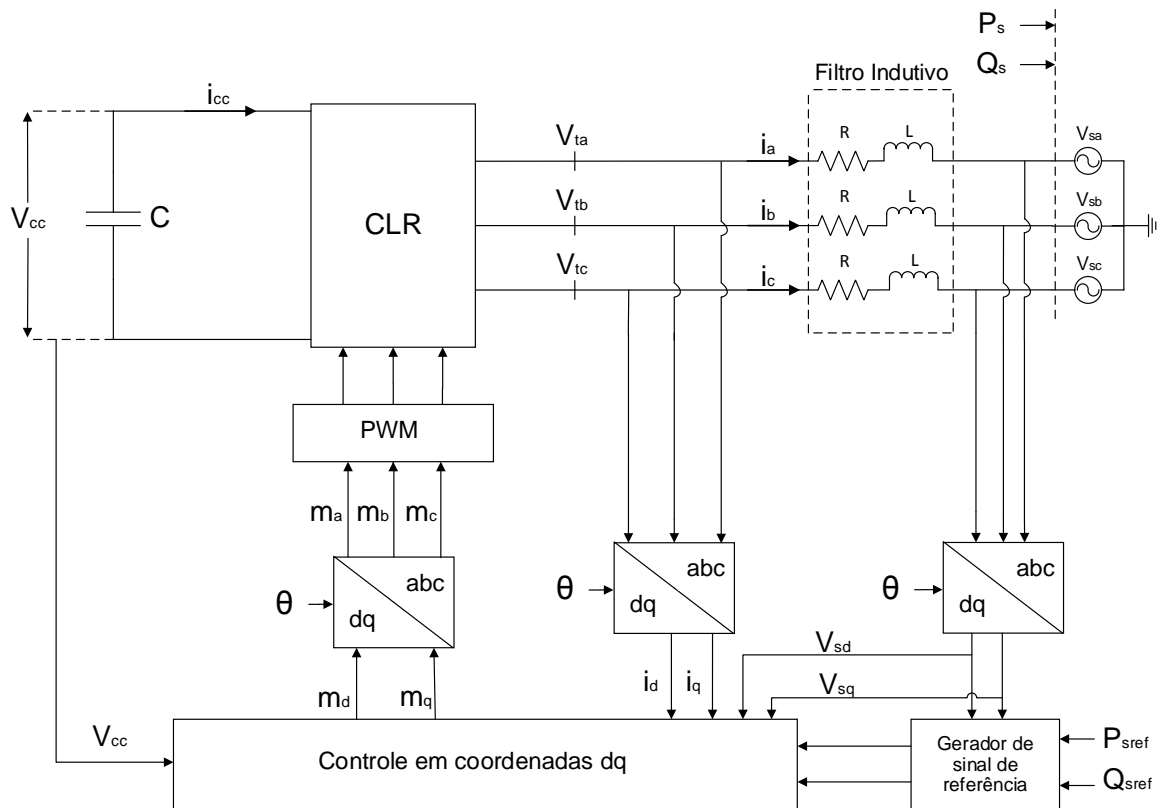 Ps
Qs
Filtro Indutivo
icc
Vcc
C
CLR
Vta
Vtb
Vtc
ia
ib
ic
R
L
R
L
R
L
Vsa
Vsb
Vsc
PWM
ma
mb
mc
θ
abc
dq
θ
abc
dq
θ
abc
dq
md
mq
id
iq
Vsd
Vsq
Vcc
Controle em coordenadas dq
Gerador de
sinal de
referência
Psref
Qsref